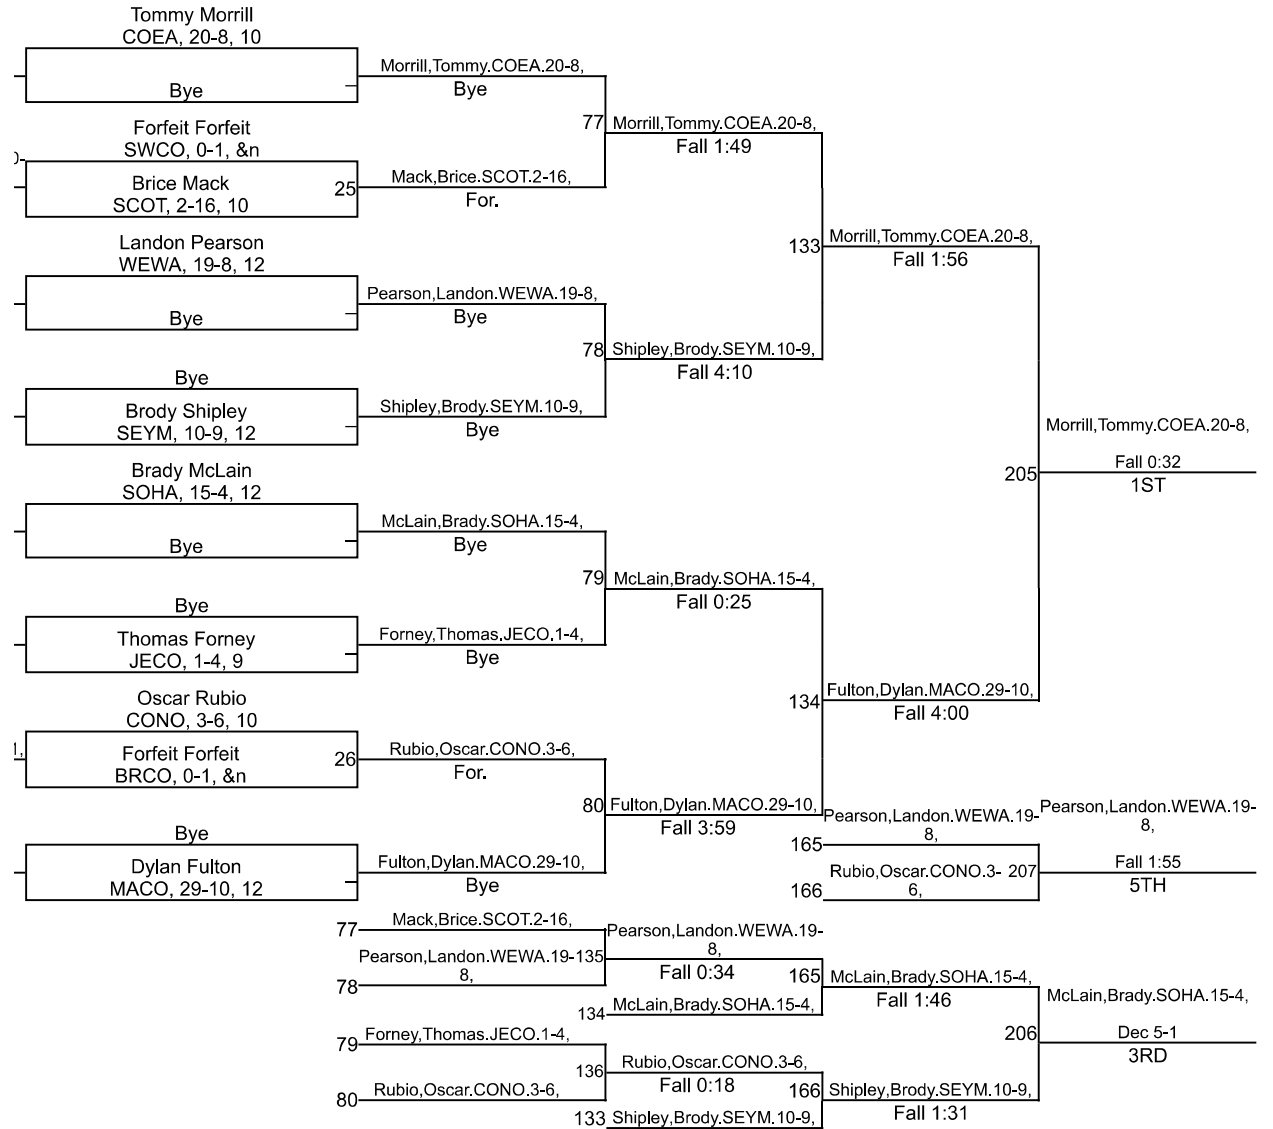 Tommy Morrill
COEA, 20-8, 10
Bye
Morrill,Tommy.COEA.20-8,
Bye
Forfeit Forfeit
SWCO, 0-1, &n
0-
Brice Mack
SCOT, 2-16, 10
25
Mack,Brice.SCOT.2-16,
For.
77
Morrill,Tommy.COEA.20-8,
Fall 1:49
Landon Pearson
WEWA, 19-8, 12
Bye
Pearson,Landon.WEWA.19-8,
Bye
Bye
Brody Shipley
SEYM, 10-9, 12
Shipley,Brody.SEYM.10-9,
Bye
78
Shipley,Brody.SEYM.10-9,
Fall 4:10
133
Morrill,Tommy.COEA.20-8,
Fall 1:56
Brady McLain
SOHA, 15-4, 12
Bye
McLain,Brady.SOHA.15-4,
Bye
Bye
Thomas Forney
JECO, 1-4, 9
Forney,Thomas.JECO.1-4,
Bye
79
McLain,Brady.SOHA.15-4,
Fall 0:25
Oscar Rubio
CONO, 3-6, 10
1,
Forfeit Forfeit
BRCO, 0-1, &n
26
Rubio,Oscar.CONO.3-6,
For.
Bye
Dylan Fulton
MACO, 29-10, 12
Fulton,Dylan.MACO.29-10,
Bye
80
Fulton,Dylan.MACO.29-10,
Fall 3:59
134
Fulton,Dylan.MACO.29-10,
Fall 4:00
205
Morrill,Tommy.COEA.20-8,
Fall 0:32
1ST
165
Pearson,Landon.WEWA.19-
8,
166
Rubio,Oscar.CONO.3-
6,
207
Pearson,Landon.WEWA.19-
8,
Fall 1:55
5TH
77
Mack,Brice.SCOT.2-16,
78
Pearson,Landon.WEWA.19-
8,
135
Pearson,Landon.WEWA.19-
8,
Fall 0:34
134
McLain,Brady.SOHA.15-4,
165
McLain,Brady.SOHA.15-4,
Fall 1:46
79
Forney,Thomas.JECO.1-4,
80
Rubio,Oscar.CONO.3-6,
136
Rubio,Oscar.CONO.3-6,
Fall 0:18
133
Shipley,Brody.SEYM.10-9,
166
Shipley,Brody.SEYM.10-9,
Fall 1:31
206
McLain,Brady.SOHA.15-4,
Dec 5-1
3RD